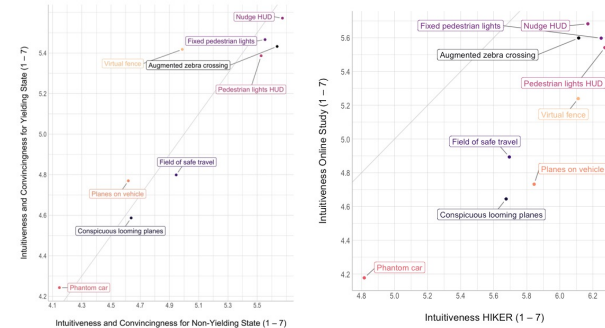 Nudge HUD
Fixed pedestrian lights
Virtual fence
Augmented zebra crossing
Pedestrian lights HUD
Field of safe travel
Planes on vehicle
Conspicuous looming planes
Phantom car
5.4
5.2
5.0
4.8
4.6
4.4
4.2
4.1 4.3 4.5 4.7 4.9 5.1 5.3 5.5
Intuitiveness and Convincingness for Yielding State (1 – 7)
Intuitiveness and Convincingness for Non-Yielding State (1 – 7)
Fixed pedestrian lights
Nudge HUD
Augmented zebra crossing
Pedestrian lights HUD
Virtual fence
Field of safe travel
Planes on vehicle
Conspicuous looming planes
Phantom car
5.6
5.4
5.2
5.0
4.8
4.6
4.4
4.2
4.8 5.0 5.2 5.4 5.6 5.8 6.0 6.2
Intuitiveness Online Study (1 – 7)
Intuitiveness HIKER (1 – 7)